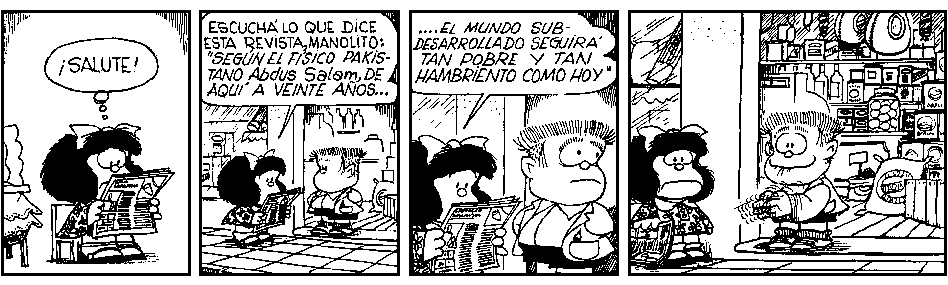 ¡SALUTE!
ESCUCHÁ LO QUE DICE
ESTA REVISTA, MANOLITO:
"SEGÚN EL FÍSICO PAKIS-
TANO Abdus Salam, DE
AQUÍ A VEINTE AÑOS...
....EL MUNDO SUB-
DESARROLLADO SEGUIRÁ
TAN POBRE Y TAN
HAMBRIENTO COMO HOY"